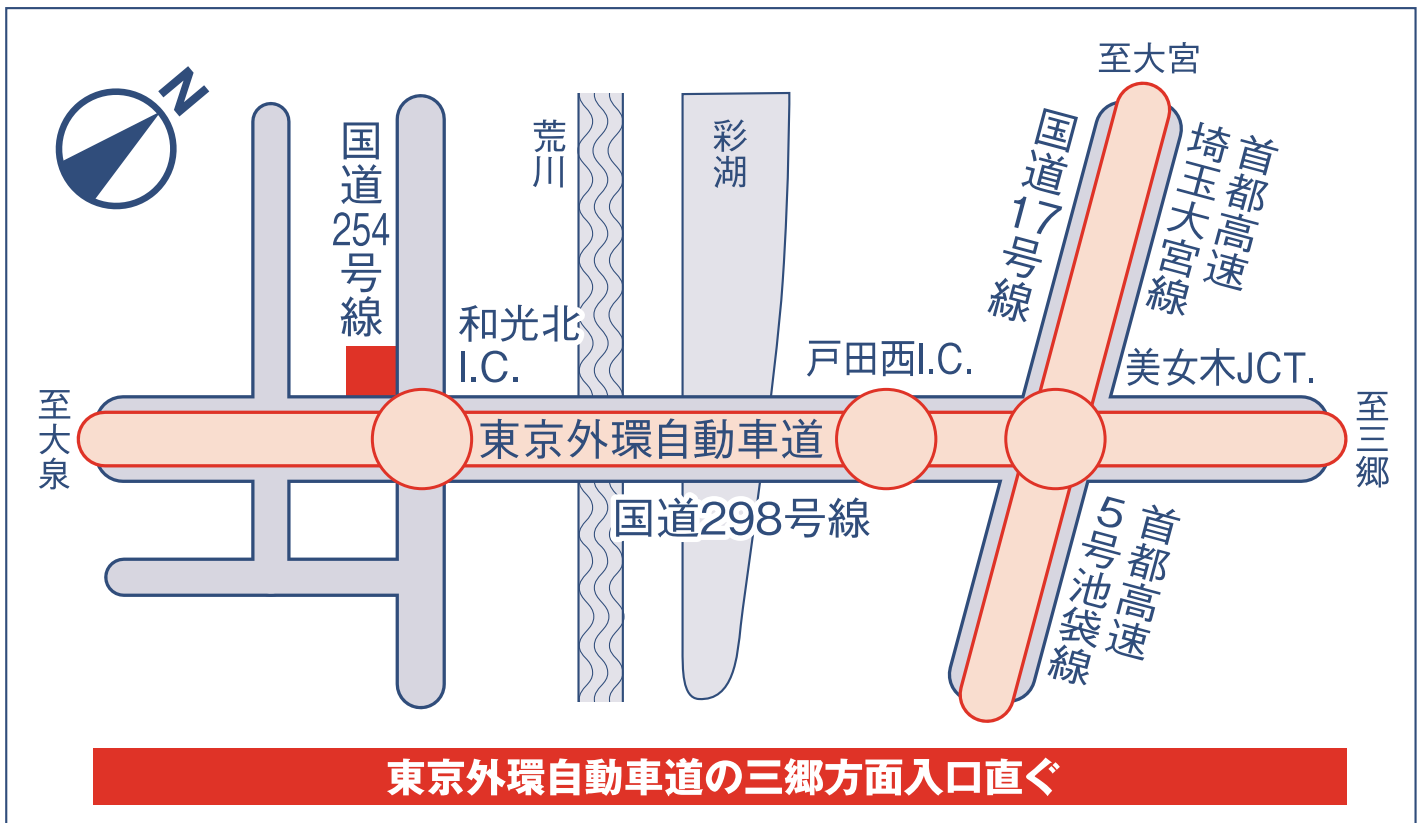 N
至大宮
国道254号線
荒川
彩湖
国道17号線
首都高速
埼玉大宮線
和光北
I.C.
戸田西I.C.
美女木JCT.
至大泉
東京外環自動車道
至三郷
国道298号線
首都高速
5号池袋線
東京外環自動車道の三郷方面入口直ぐ